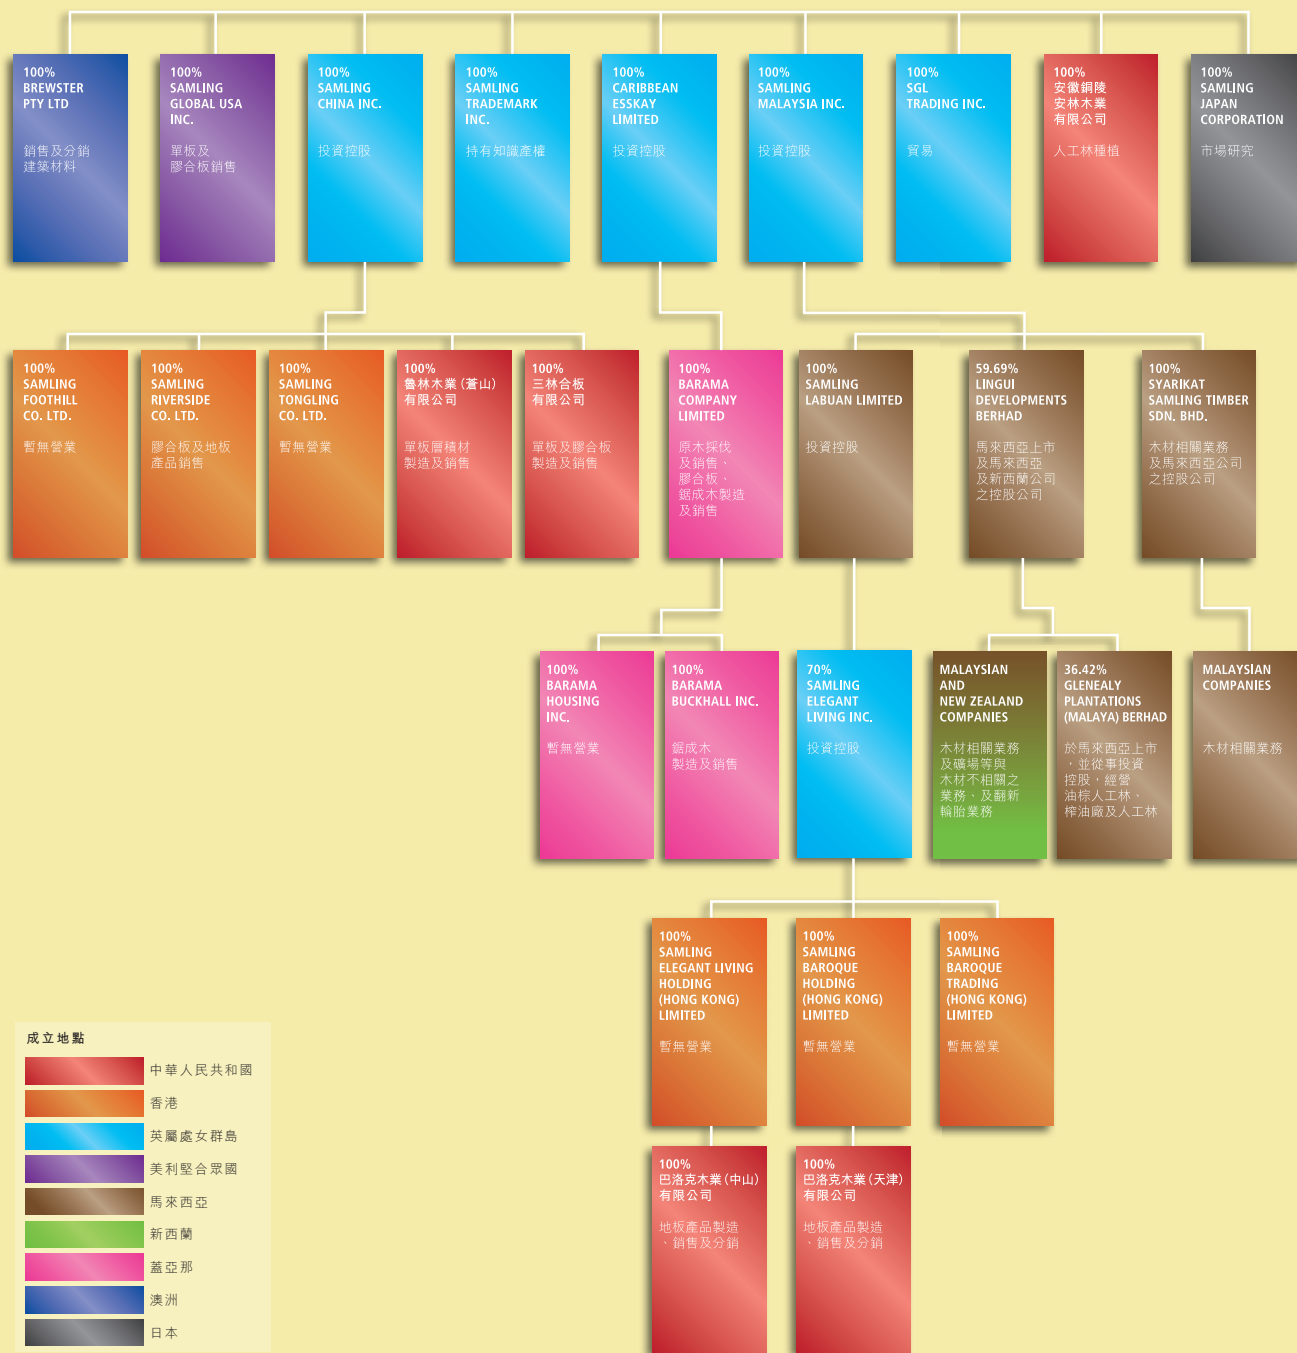 100%
BREWSTER
PTY LTD
銷售及分銷
建築材料
100%
SAMLING
GLOBAL USA
INC.
單板及
膠合板銷售
100%
SAMLING
CHINA INC.
投資控股
100%
SAMLING
TRADEMARK
INC.
持有知識產權
100%
CARIBBEAN
ESSKAY
LIMITED
投資控股
100%
SAMLING
MALAYSIA INC.
投資控股
100%
SGL
TRADING INC.
貿易
100%
安徽銅陵
安林木業
有限公司
人工林種植
100%
SAMLING
JAPAN
CORPORATION
市場研究
100%
SAMLING
FOOTHILL
CO. LTD.
暫無營業
100%
SAMLING
RIVERSIDE
CO. LTD.
膠合板及地板
產品銷售
100%
SAMLING
TONGLING
CO. LTD.
暫無營業
100%
魯林木業(蒼山)
有限公司
單板層積材
製造及銷售
100%
三林合板
有限公司
單板及膠合板
製造及銷售
100%
BARAMA
COMPANY
LIMITED
原木採伐
及銷售、
膠合板、
鋸成木製造
及銷售
100%
SAMLING
LABUAN LIMITED
投資控股
59.69%
LINGUI
DEVELOPMENTS
BERHAD
馬來西亞上市
及馬來西亞
及新西蘭公司
之控股公司
100%
SYARIKAT
SAMLING TIMBER
SDN. BHD.
木材相關業務
及馬來西亞公司
之控股公司
100%
BARAMA
HOUSING
INC.
暫無營業
100%
BARAMA
BUCKHALL INC.
鋸成木
製造及銷售
70%
SAMLING
ELEGANT
LIVING INC.
投資控股
MALAYSIAN
AND
NEW ZEALAND
COMPANIES
木材相關業務
及礦場等與
木材不相關之
業務、及翻新
輪胎業務
36.42%
GLENEALY
PLANTATIONS
(MALAYA) BERHAD
於馬來西亞上市
，並從事投資
控股，經營
油棕人工林、
榨油廠及人工林
MALAYSIAN
COMPANIES
木材相關業務
100%
SAMLING
ELEGANT LIVING
HOLDING
(HONG KONG)
LIMITED
暫無營業
100%
SAMLING
BAROQUE
HOLDING
(HONG KONG)
LIMITED
暫無營業
100%
SAMLING
BAROQUE
TRADING
(HONG KONG)
LIMITED
暫無營業
100%
巴洛克木業(中山)
有限公司
地板產品製造
、銷售及分銷
100%
巴洛克木業(天津)
有限公司
地板產品製造
、銷售及分銷
成立地點
中華人民共和國
香港
英屬處女群島
美利堅合眾國
馬來西亞
新西蘭
蓋亞那
澳洲
日本